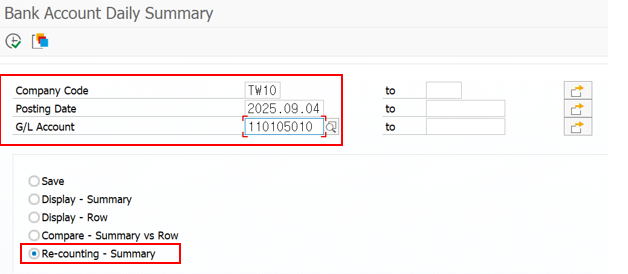 Bank Account Daily Summary
Company Code TW10 to
Posting Date 2025.09.04 to
G/L Account 110105010 to
Save
Display - Summary
Display - Row
Compare - Summary vs Row
Re-counting - Summary